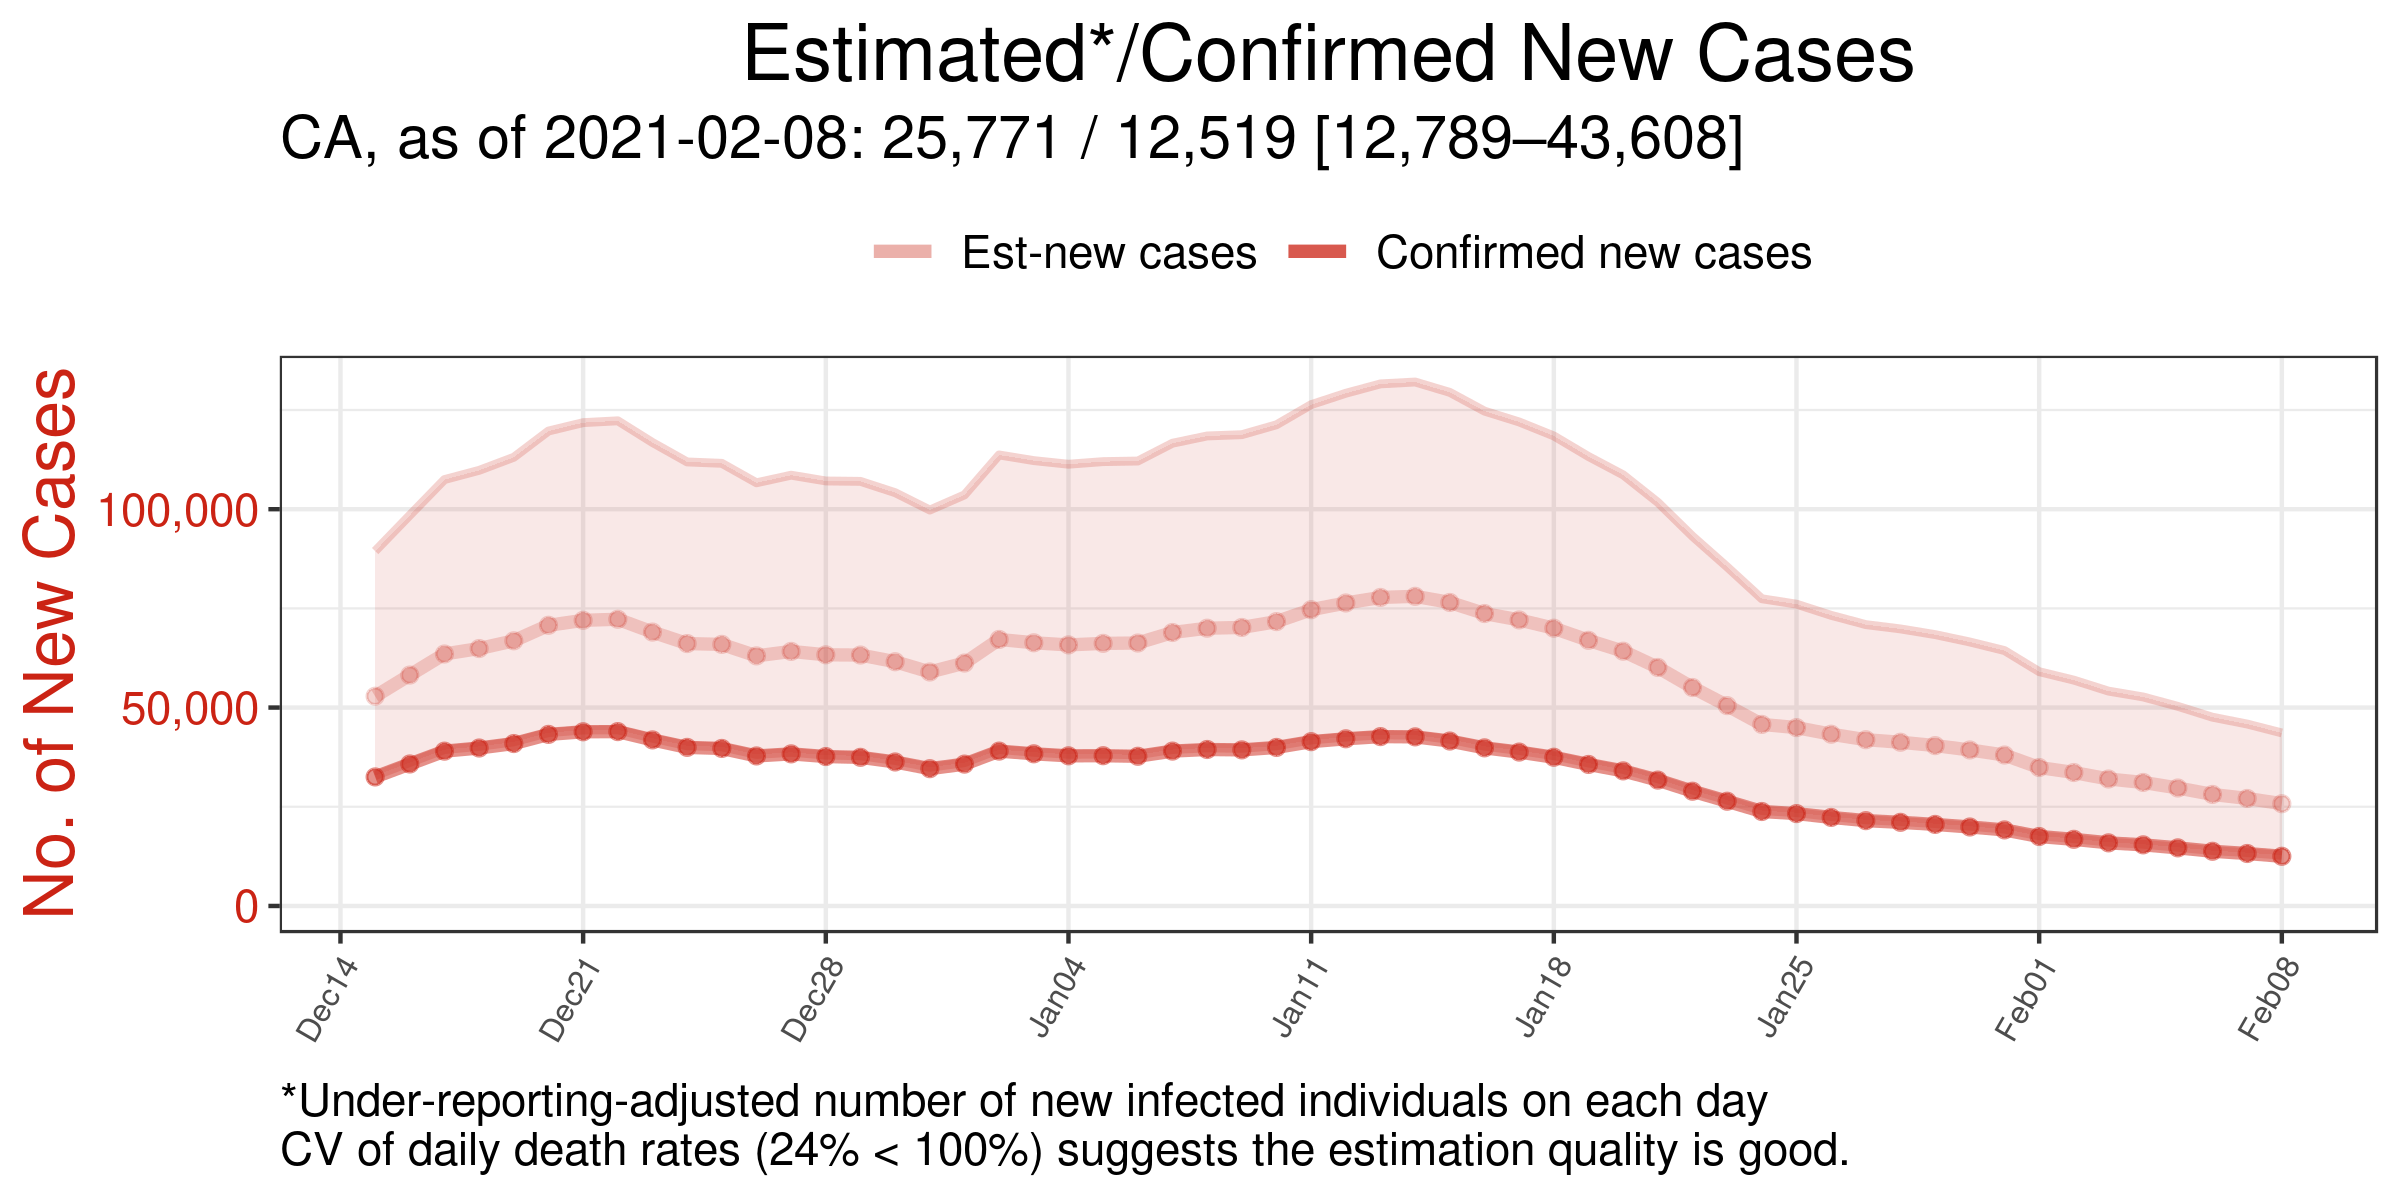 Estimated*/Confirmed New Cases
CA, as of 2021-02-08: 25,771 / 12,519 [12,789–43,608]
Est-new cases
Confirmed new cases
No. of New Cases
100,000
50,000
0
Dec14
Dec21
Dec28
Jan04
Jan11
Jan18
Jan25
Feb01
Feb08
*Under-reporting-adjusted number of new infected individuals on each day
CV of daily death rates (24% < 100%) suggests the estimation quality is good.